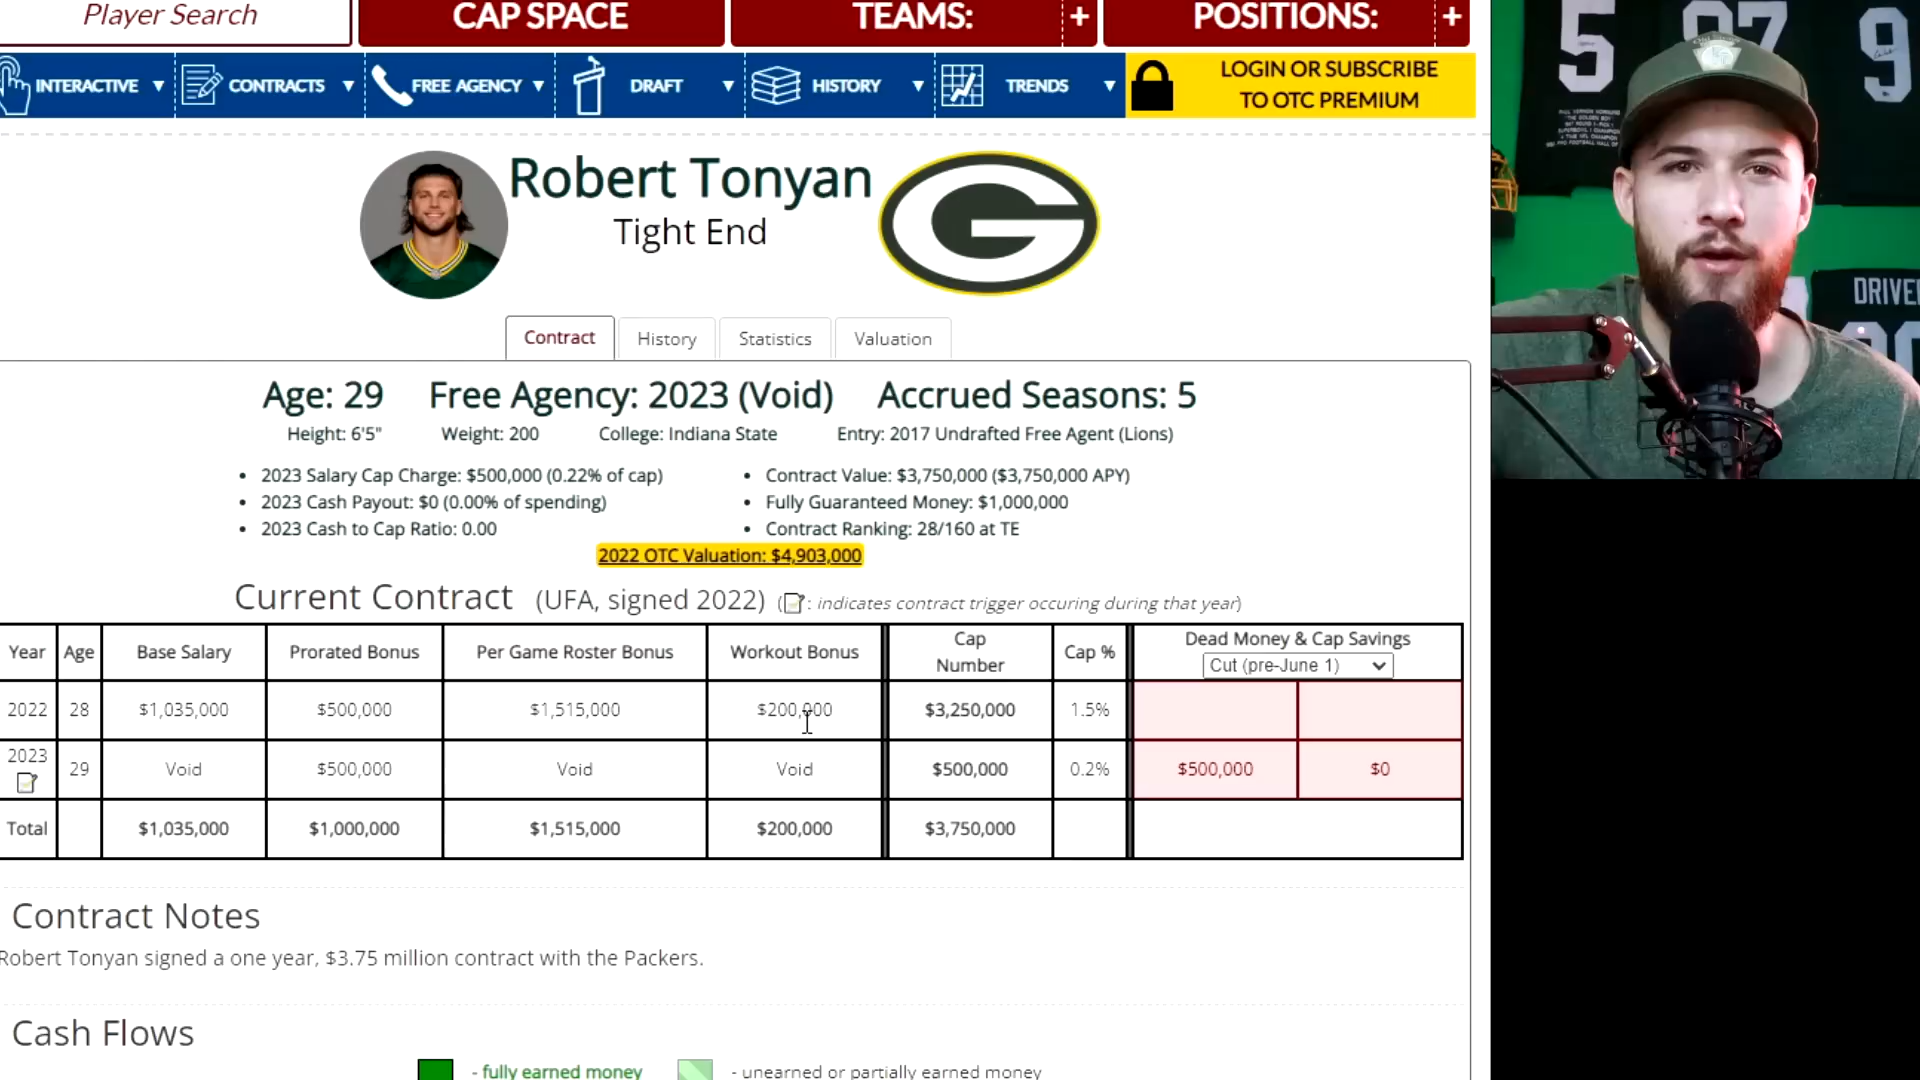 Player Search
CAP SPACE
TEAMS: +
POSITIONS: +
INTERACTIVE ▼
CONTRACTS ▼
FREE AGENCY ▼
DRAFT ▼
HISTORY ▼
TRENDS ▼
LOGIN OR SUBSCRIBE
TO OTC PREMIUM
5
97
9
DRIVE
Robert Tonyan
Tight End
G
Contract
History
Statistics
Valuation
Age: 29 Free Agency: 2023 (Void) Accrued Seasons: 5
Height: 6'5" Weight: 200 College: Indiana State Entry: 2017 Undrafted Free Agent (Lions)
• 2023 Salary Cap Charge: $500,000 (0.22% of cap)
• 2023 Cash Payout: $0 (0.00% of spending)
• 2023 Cash to Cap Ratio: 0.00
• Contract Value: $3,750,000 ($3,750,000 APY)
• Fully Guaranteed Money: $1,000,000
• Contract Ranking: 28/160 at TE
2022 OTC Valuation: $4,903,000
Current Contract (UFA, signed 2022) ( : indicates contract trigger occuring during that year)
Year Age Base Salary Prorated Bonus Per Game Roster Bonus Workout Bonus Cap Number Cap % Dead Money & Cap Savings
Cut (pre-June 1)
2022 28 $1,035,000 $500,000 $1,515,000 $200,000 $3,250,000 1.5%
2023 29 Void $500,000 Void Void $500,000 0.2% $500,000 $0
Total $1,035,000 $1,000,000 $1,515,000 $200,000 $3,750,000
Contract Notes
Robert Tonyan signed a one year, $3.75 million contract with the Packers.
Cash Flows
- fully earned money
- unearned or partially earned money